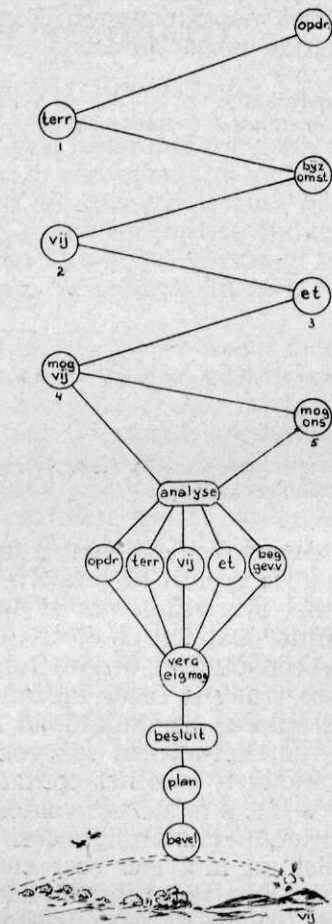 opdr
terr
1
bijz
omst
vij
2
et
3
mog
vij
4
mog
ons
5
analyse
opdr
terr
vij
et
beg
gevv
verg
eig mog
besluit
plan
bevel
vij